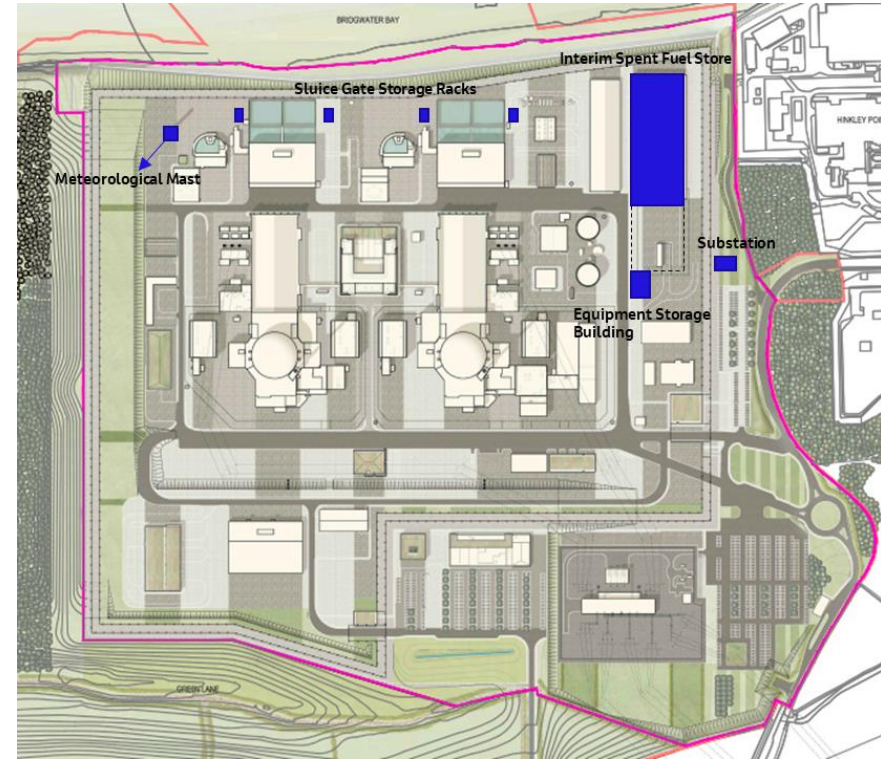 BRIDGWATER BAY
Interim Spent Fuel Store
Sluice Gate Storage Racks
HINKLEY POI
Meteorological Mast
Substation
Equipment Storage
Building
GREEN LANE